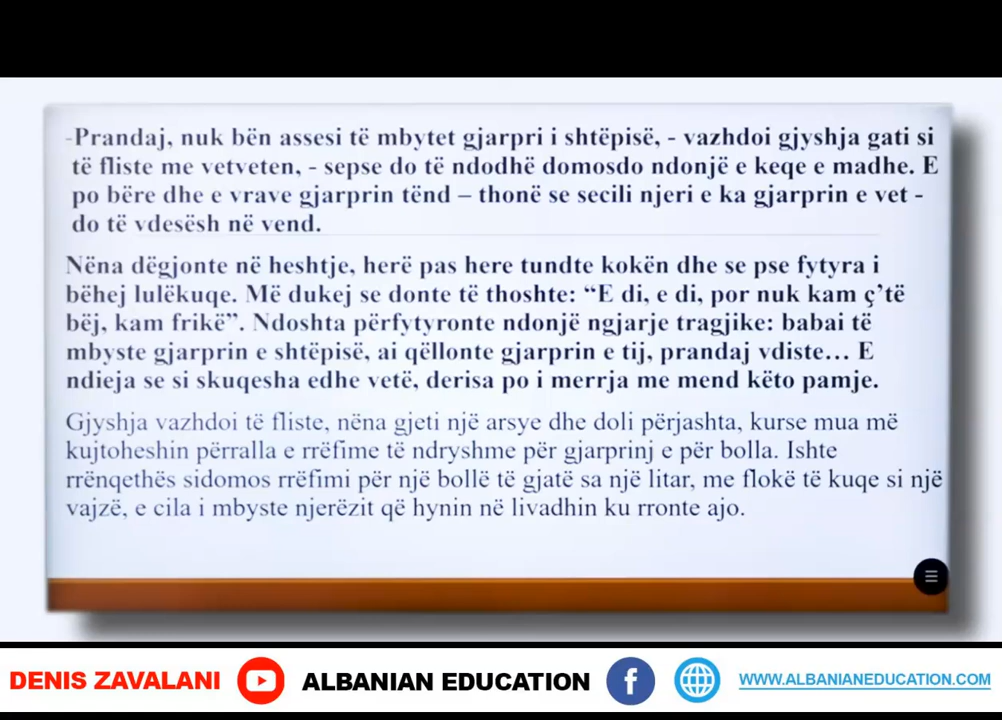 -Prandaj, nuk bën assesi të mbytet gjarpri i shtëpisë, - vazhdoi gjyshja gati si
të fliste me vetveten, - sepse do të ndodhë domosdo ndonjë e keqe e madhe. E
po bëre dhe e vrave gjarprin tënd – thonë se secili njeri e ka gjarprin e vet -
do të vdesësh në vend.
Nëna dëgjonte në heshtje, herë pas here tundte kokën dhe se pse fytyra i
bëhej lulëkuqe. Më dukej se donte të thoshte: “E di, e di, por nuk kam ç’të
bëj, kam frikë”. Ndoshta përfytyronte ndonjë ngjarje tragjike: babai të
mbyste gjarprin e shtëpisë, ai qëllonte gjarprin e tij, prandaj vdiste… E
ndieja se si skuqesha edhe vetë, derisa po i merrja me mend këto pamje.
Gjyshja vazhdoi të fliste, nëna gjeti një arsye dhe doli përjashta, kurse mua më
kujtoheshin përralla e rrëfime të ndryshme për gjarprinj e për bolla. Ishte
rrënqethës sidomos rrëfimi për një bollë të gjatë sa një litar, me flokë të kuqe si një
vajzë, e cila i mbyste njerëzit që hynin në livadhin ku rronte ajo.
DENIS ZAVALANI ALBANIAN EDUCATION f WWW.ALBANIANEDUCATION.COM